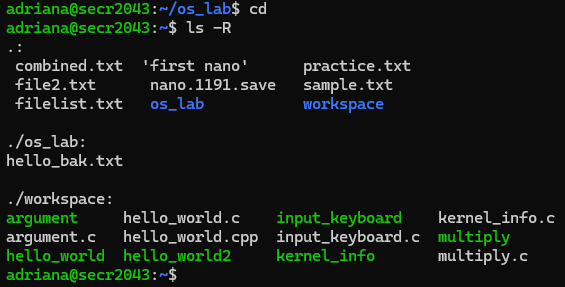 adriana@secr2043:~/os_lab$ cd
adriana@secr2043:~$ ls -R
.:
combined.txt 'first nano' practice.txt
file2.txt nano.1191.save sample.txt
filelist.txt os_lab workspace
./os_lab:
hello_bak.txt
./workspace:
argument hello_world.c input_keyboard kernel_info.c
argument.c hello_world.cpp input_keyboard.c multiply
hello_world hello_world2 kernel_info multiply.c
adriana@secr2043:~$